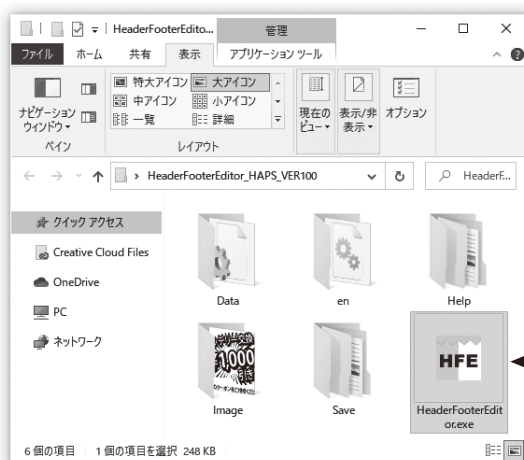 HeaderFooterEdito... 管理
ファイル ホーム 共有 表示 アプリケーション ツール
ナビゲーション
ウィンドウ
ペイン
特大アイコン 大アイコン
中アイコン 小アイコン
一覧 詳細
レイアウト
現在の
ビュー
表示/非
表示
オプション
HeaderFooterEditor_HAPS_VER100 HeaderF...
クイック アクセス
Creative Cloud Files
OneDrive
PC
ネットワーク
Data en Help
1,000
HFE
Image Save HeaderFooterEdit
or.exe
6 個の項目 1 個の項目を選択 248 KB